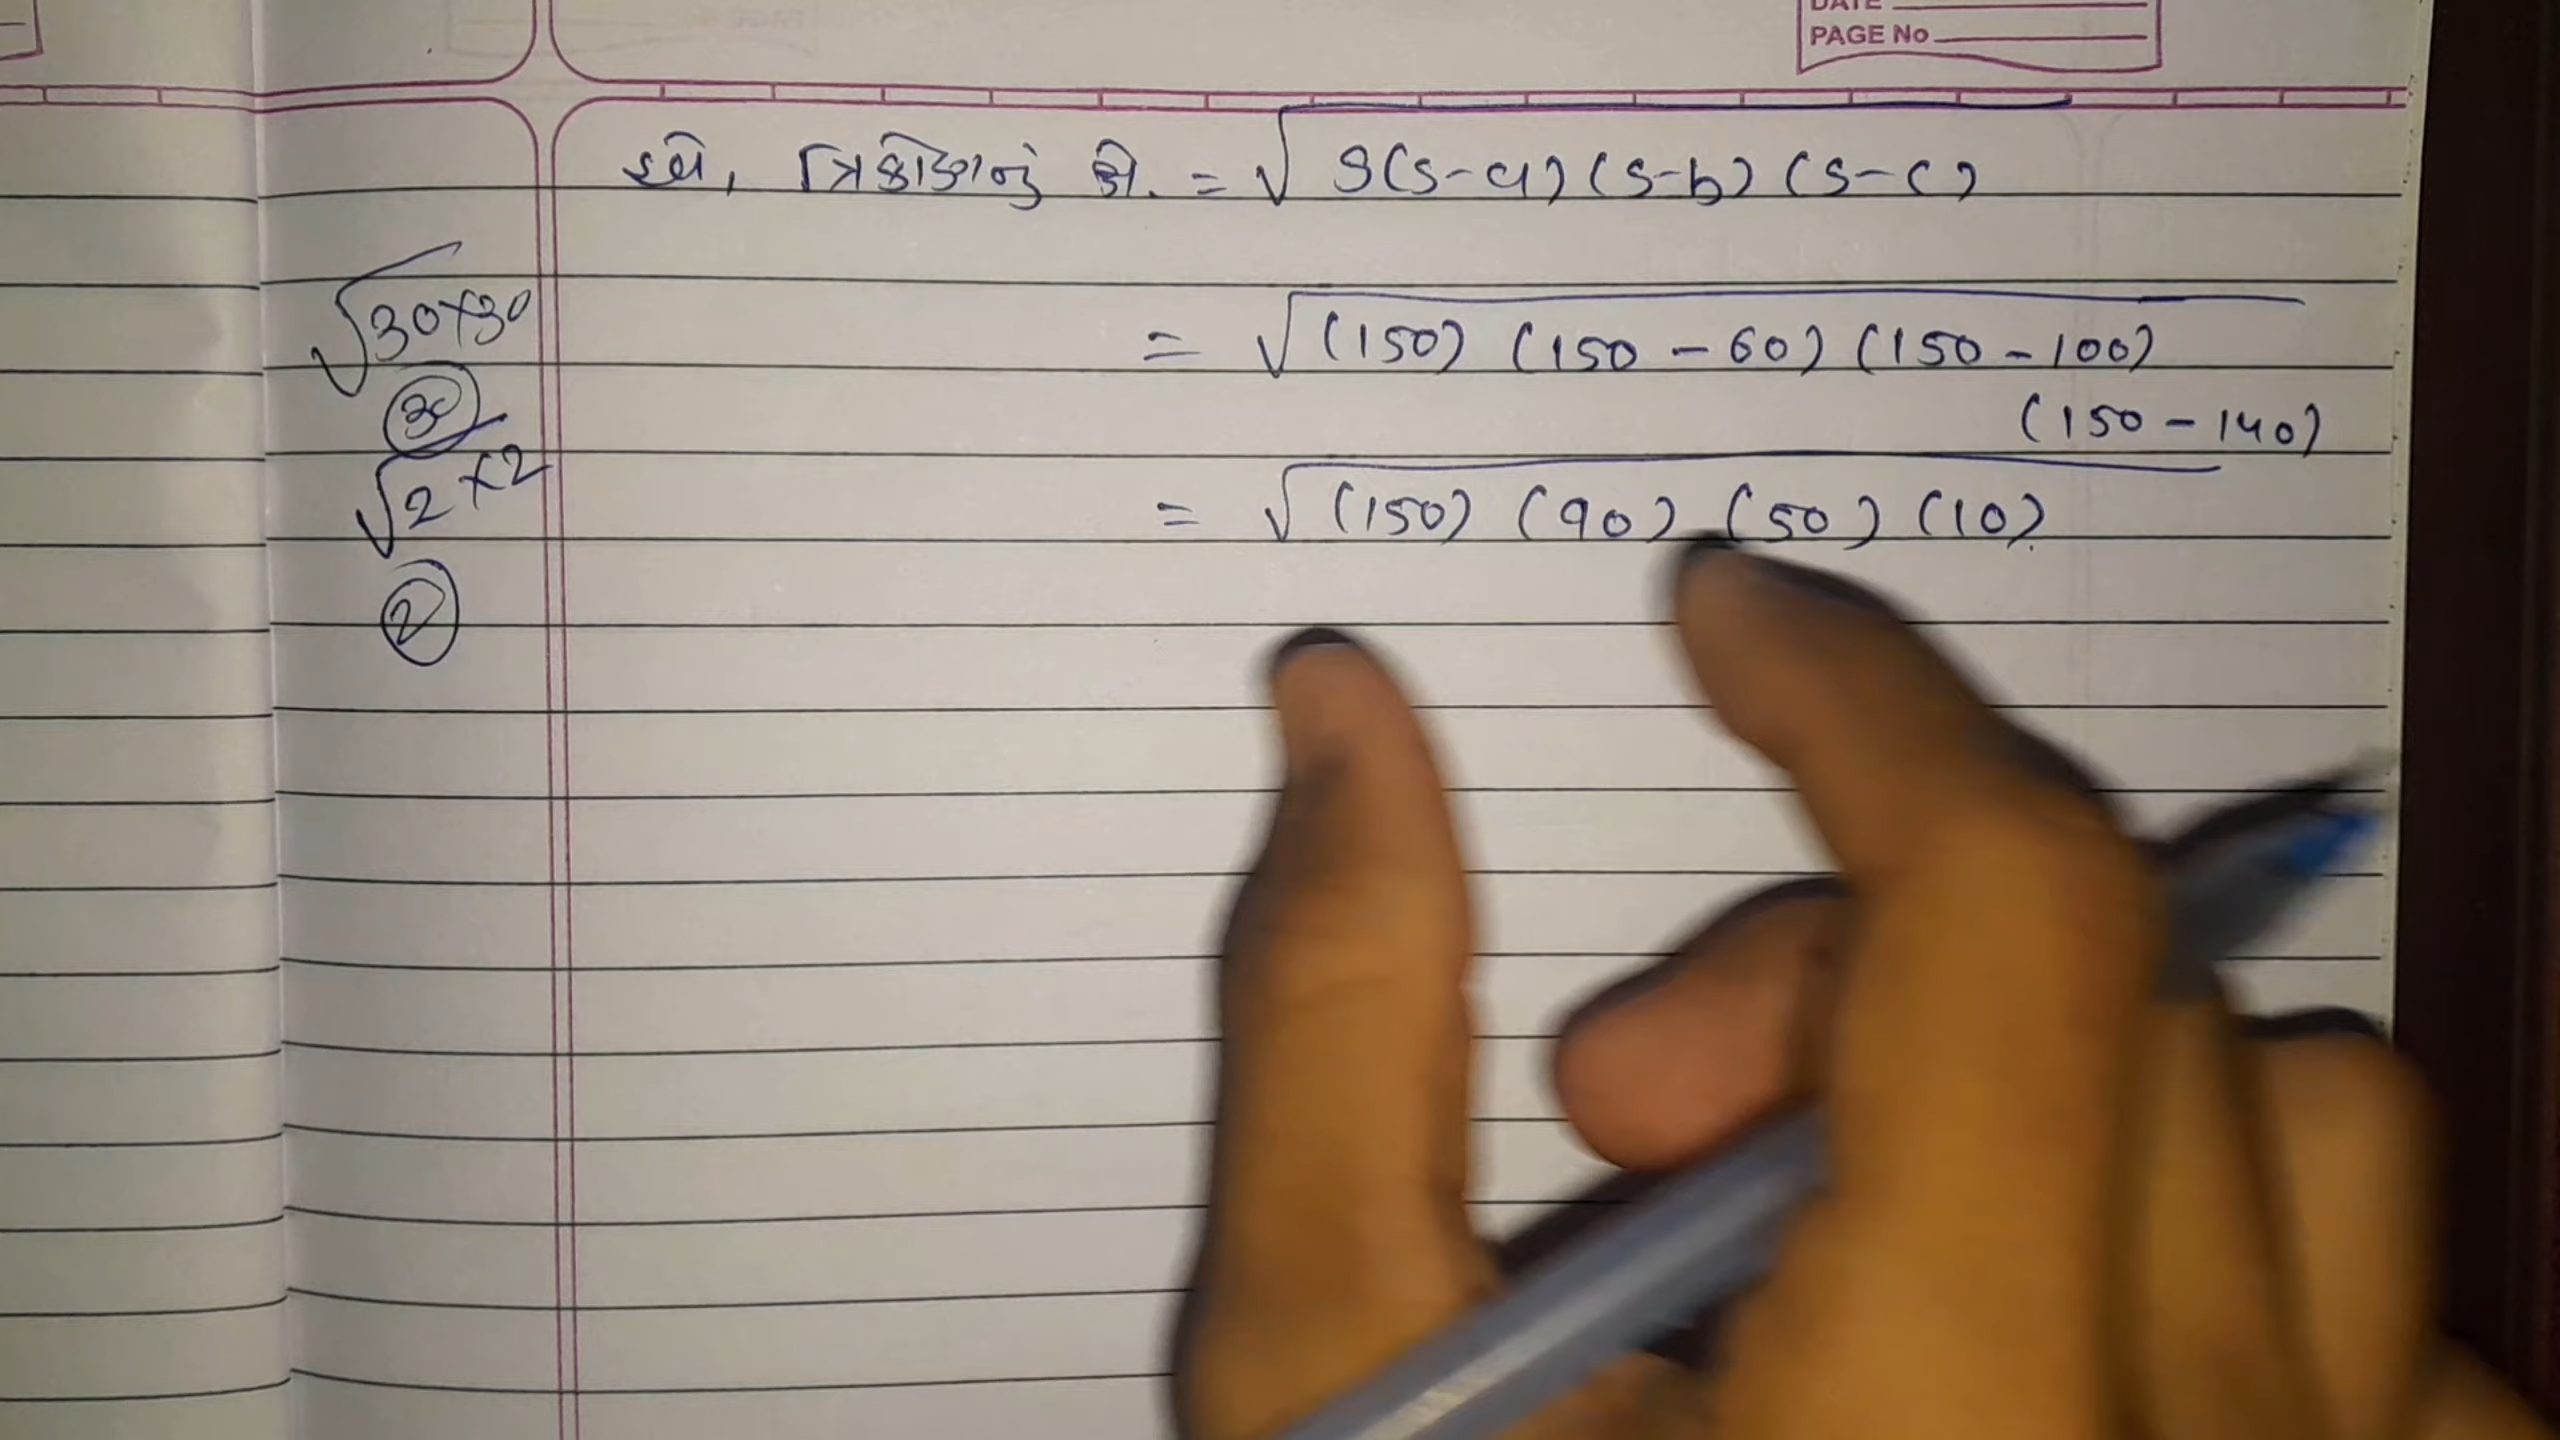 DATE
PAGE No
હવે, ત્રિકોણનું ક્ષે. = √S(S-a)(S-b)(S-c)
= √(150) (150 - 60) (150 - 100)
(150 - 140)
= √(150) (90) (50) (10)
√30×30
30
√2×2
2